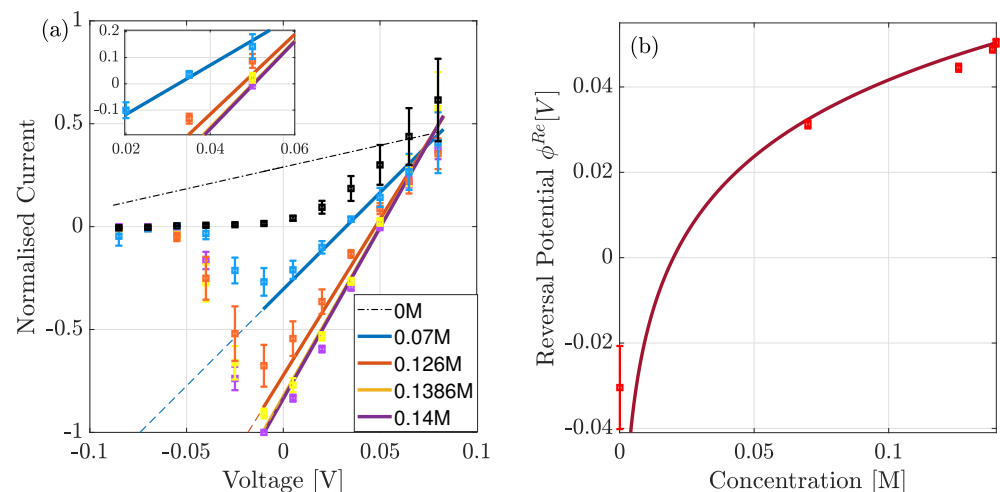 (a)
Normalised Current
1
0.5
0
-0.5
-1
-0.1
-0.05
0
0.05
0.1
Voltage [V]
0.2
0.1
0
-0.1
0.02
0.04
0.06
0M
0.07M
0.126M
0.1386M
0.14M
(b)
Reversal Potential ϕ^{Re}[V]
0.04
0.02
0
-0.02
-0.04
0
0.05
0.1
Concentration [M]